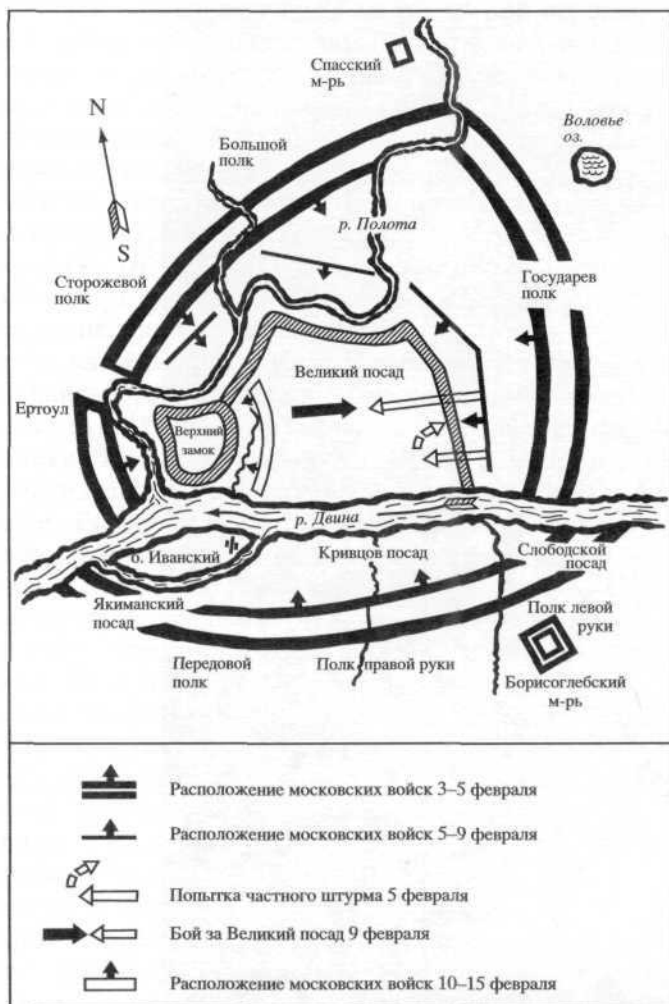 Спасский
м-рь
N
Большой
полк
Воловье
оз.
р. Полота
S
Сторожевой
полк
Государев
полк
Великий посад
Ертоул
Верхний
замок
р. Двина
о. Иванский
Кривцов посад
Слободской
посад
Якиманский
посад
Полк левой
руки
Передовой
полк
Полк правой руки
Борисоглебский
м-рь
Расположение московских войск 3–5 февраля
Расположение московских войск 5–9 февраля
Попытка частного штурма 5 февраля
Бой за Великий посад 9 февраля
Расположение московских войск 10–15 февраля